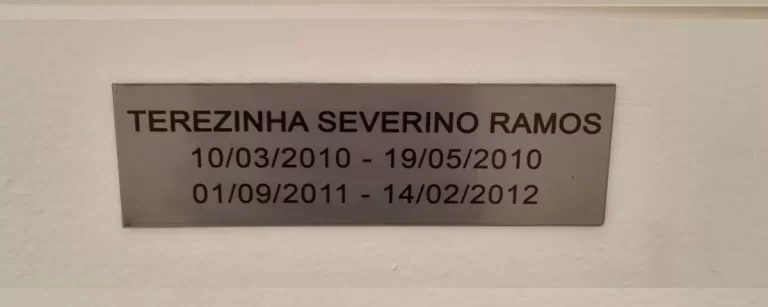 TEREZINHA SEVERINO RAMOS
10/03/2010 - 19/05/2010
01/09/2011 - 14/02/2012